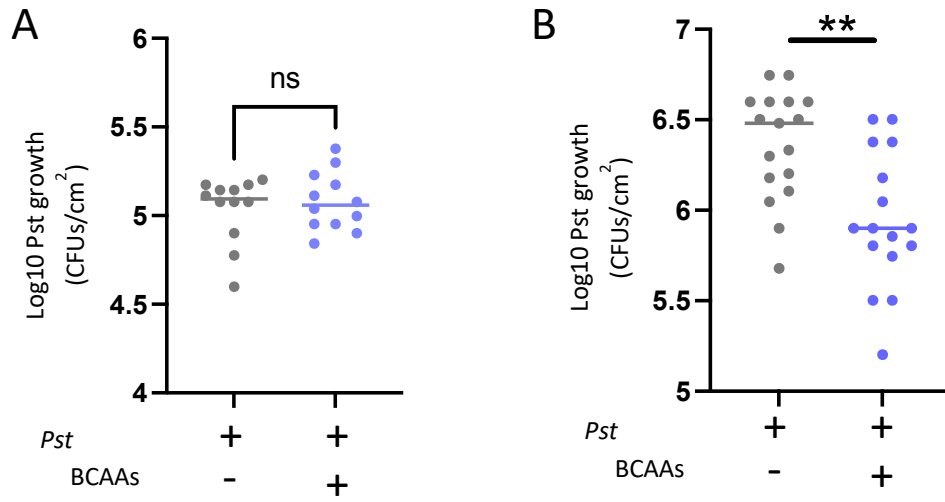 A
Log10 Pst growth
(CFUs/cm²)
6
5.5
5
4.5
4
ns
Pst + +
BCAAs - +
B
Log10 Pst growth
(CFUs/cm²)
7
6.5
6
5.5
5
**
Pst + +
BCAAs - +